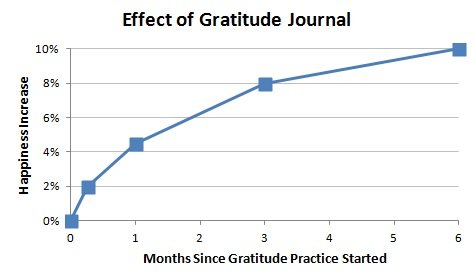 Effect of Gratitude Journal
10%
8%
6%
4%
2%
0%
Happiness Increase
0 1 2 3 4 5 6
Months Since Gratitude Practice Started